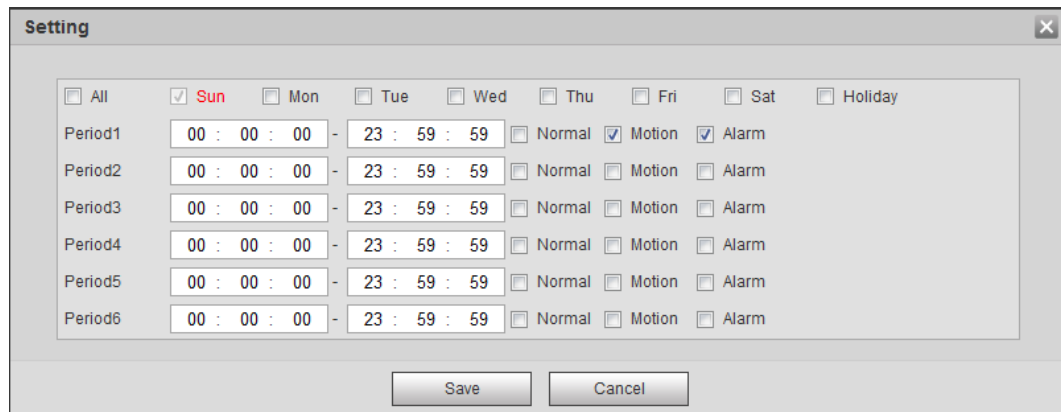 Setting
All Sun Mon Tue Wed Thu Fri Sat Holiday
Period1 00 : 00 : 00 - 23 : 59 : 59 Normal Motion Alarm
Period2 00 : 00 : 00 - 23 : 59 : 59 Normal Motion Alarm
Period3 00 : 00 : 00 - 23 : 59 : 59 Normal Motion Alarm
Period4 00 : 00 : 00 - 23 : 59 : 59 Normal Motion Alarm
Period5 00 : 00 : 00 - 23 : 59 : 59 Normal Motion Alarm
Period6 00 : 00 : 00 - 23 : 59 : 59 Normal Motion Alarm
Save Cancel